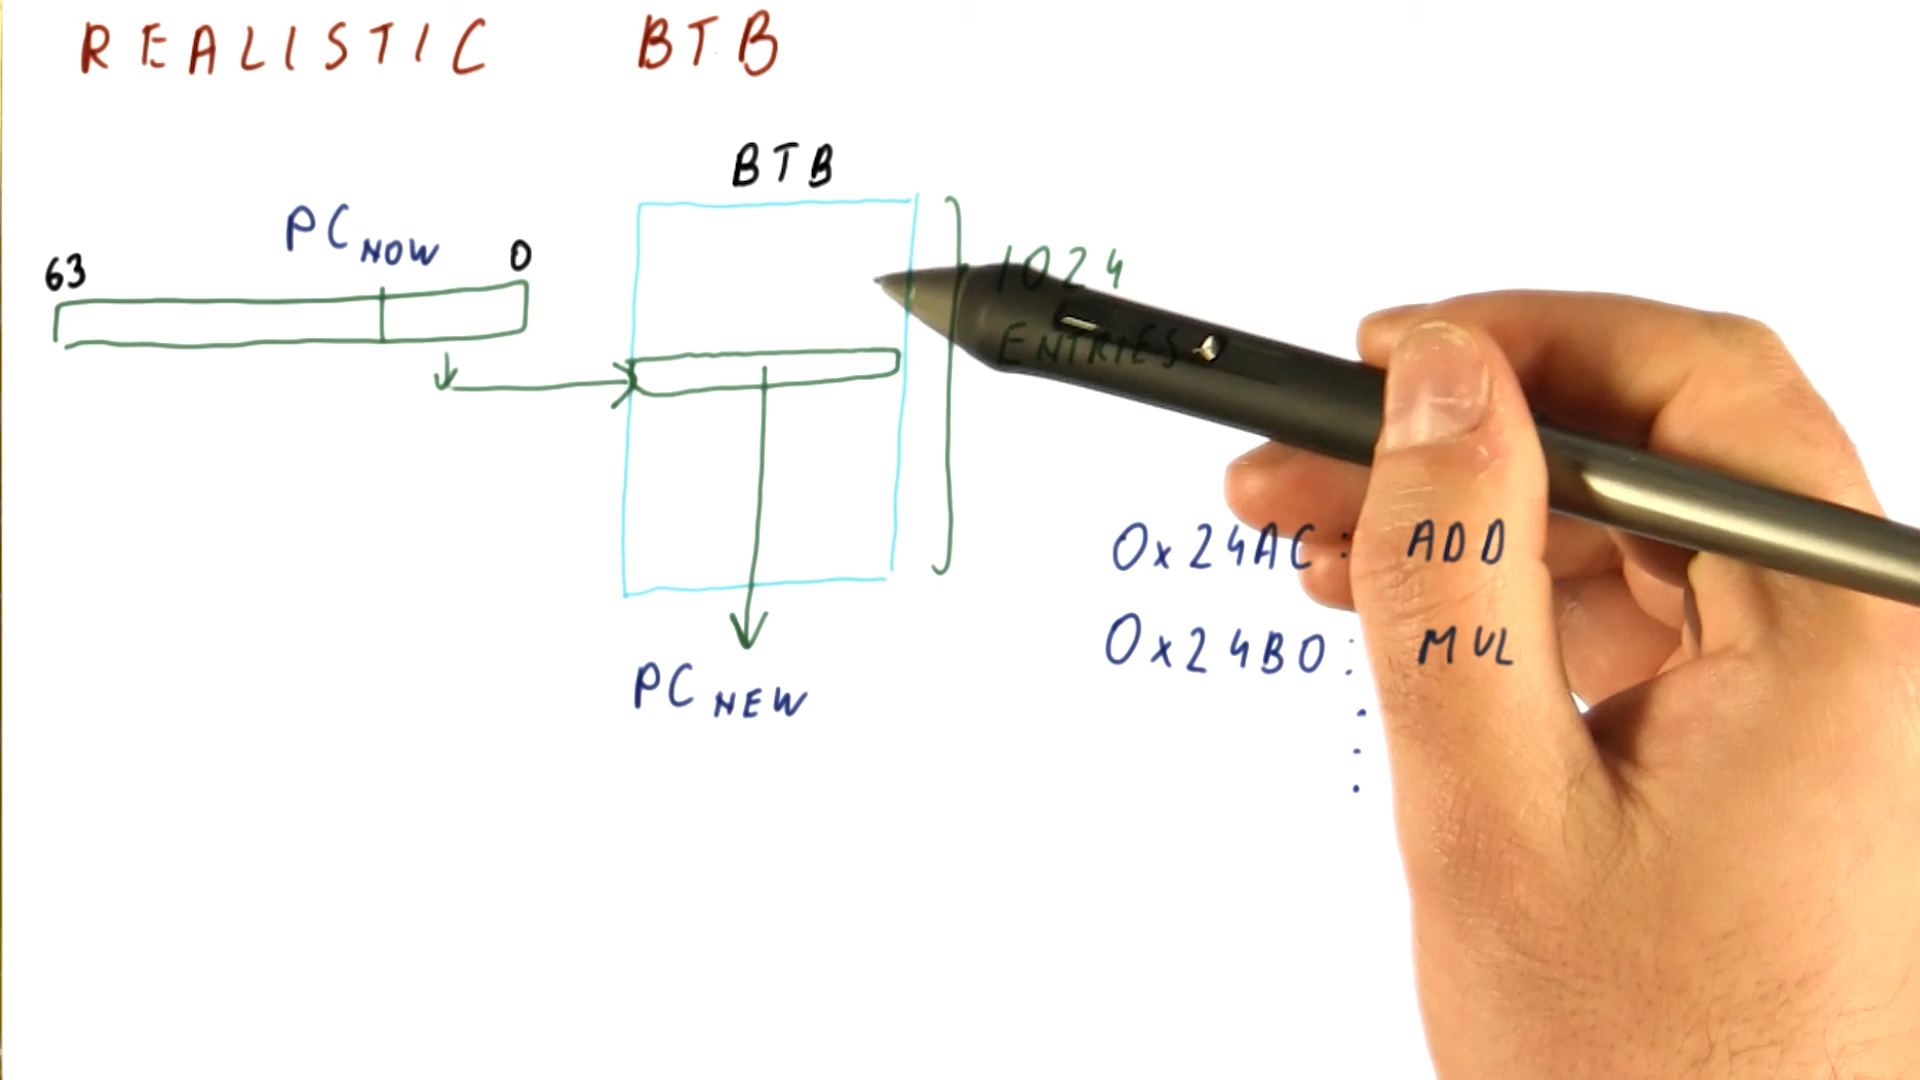 REALISTIC BTB
BTB
PC NOW
63 0
1024
ENTRIES
0x24AC: ADD
0x24B0: MUL
PC NEW